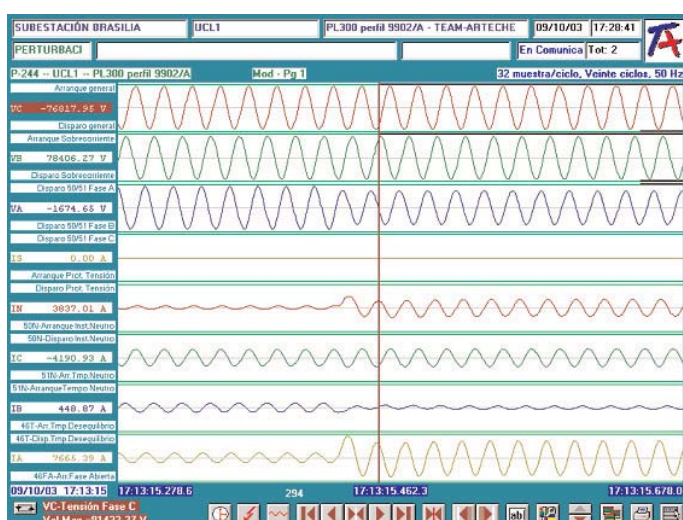 SUBESTACIÓN BRASILIA UCL1 PL300 perfil 9902/A - TEAM-ARTECHE 09/10/03 17:28:41
PERTURBACI En Comunica Tot: 2
P-244 -- UCL1 -- PL300 perfil 9902/A Mod - Pg 1 32 muestra/ciclo, Veinte ciclos, 50 Hz
Arranque general
VC -76817.95 V
Disparo general
Arranque Sobrecorriente
VB 78406.27 V
Disparo Sobrecorriente
Disparo 50/51 Fase A
VA -1674.65 V
Disparo 50/51 Fase B
Disparo 50/51 Fase C
IS 0.00 A
Arranque Prot. Tensión
Disparo Prot. Tensión
IN 3837.01 A
50N-Arranque Inst.Neutro
50N-Disparo Inst.Neutro
IC -4190.93 A
51N-Arr.Tmp.Neutro
51N-ArranqueTempo Neutro
IB 448.87 A
46T-Arr.Tmp.Desequilibrio
46T-Disp.Tmp.Desequilibrio
IA 7665.39 A
46FA-Arr.Fase Abierta
09/10/03 17:13:15 17:13:15.278.6 294 17:13:15.462.3 17:13:15.678.0
VC-Tensión Fase C
ab